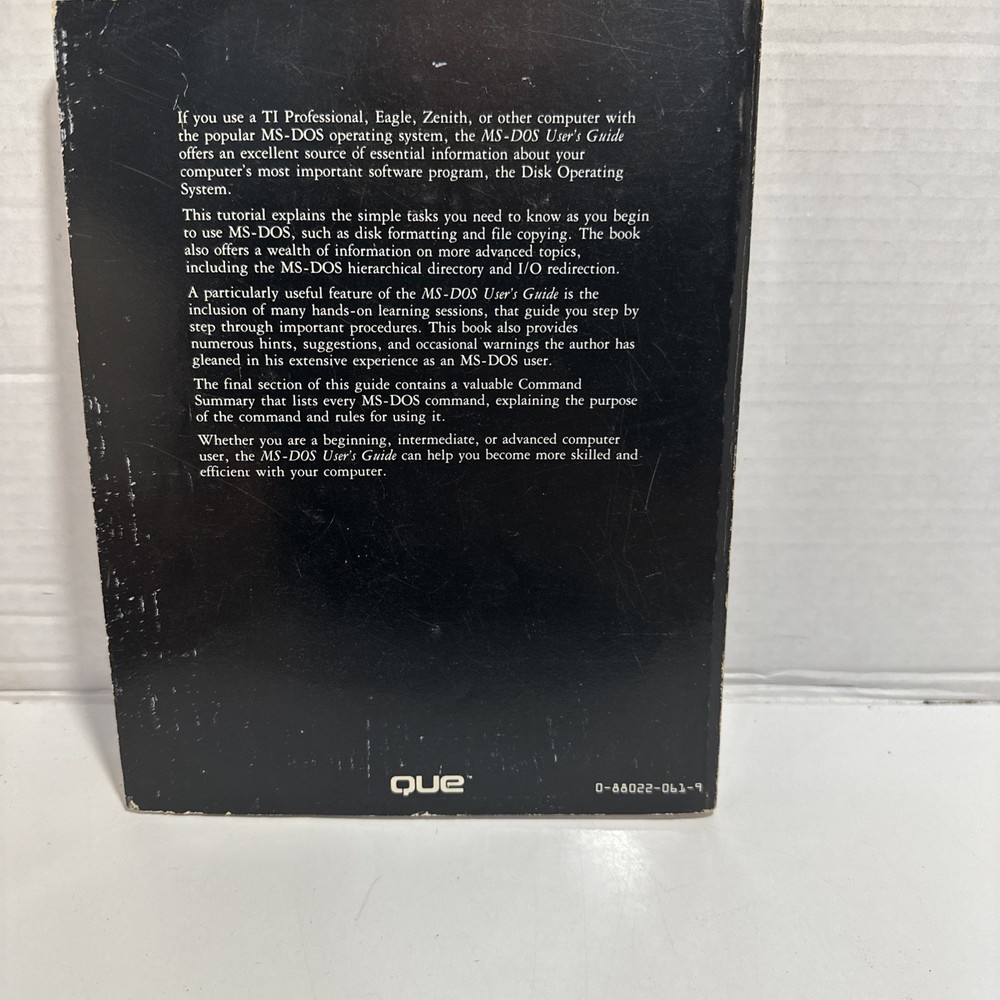 If you use a TI Professional, Eagle, Zenith, or other computer with
the popular MS-DOS operating system, the MS-DOS User's Guide
offers an excellent source of essential information about your
computer's most important software program, the Disk Operating
System.
This tutorial explains the simple tasks you need to know as you begin
to use MS-DOS, such as disk formatting and file copying. The book
also offers a wealth of information on more advanced topics,
including the MS-DOS hierarchical directory and I/O redirection.
A particularly useful feature of the MS-DOS User's Guide is the
inclusion of many hands-on learning sessions, that guide you step by
step through important procedures. This book also provides
numerous hints, suggestions, and occasional warnings the author has
gleaned in his extensive experience as an MS-DOS user.
The final section of this guide contains a valuable Command
Summary that lists every MS-DOS command, explaining the purpose
of the command and rules for using it.
Whether you are a beginning, intermediate, or advanced computer
user, the MS-DOS User's Guide can help you become more skilled and
efficient with your computer.
QUE™
0-88022-061-9